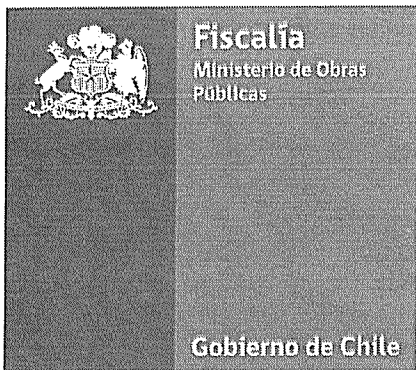 Fiscalía
Ministerio de Obras
Públicas
Gobierno de Chile